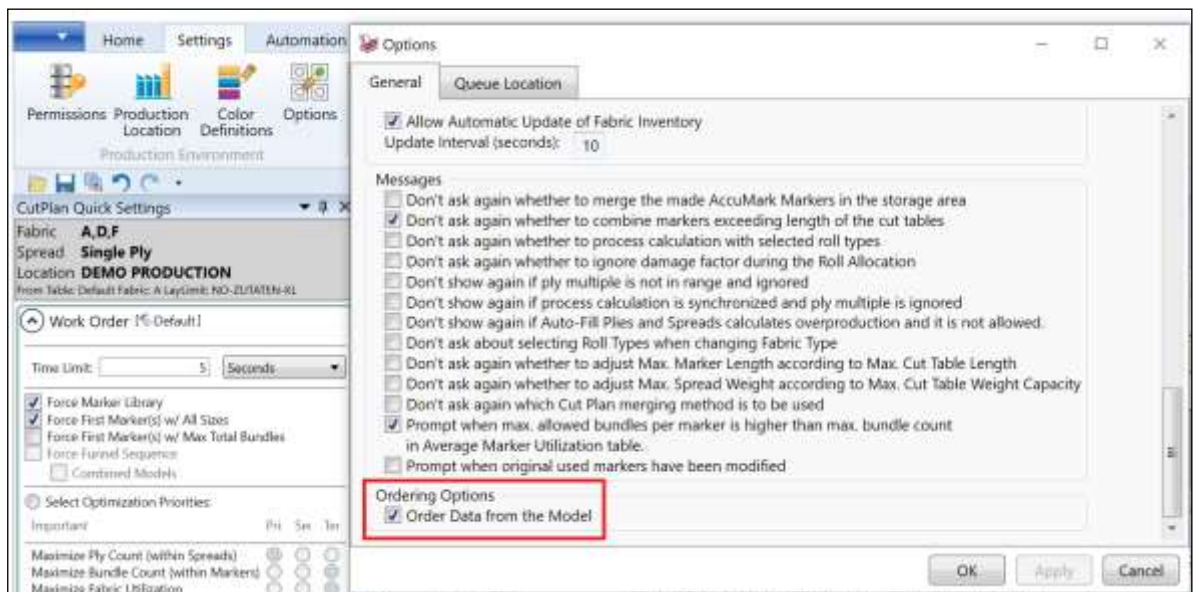 Home Settings Automation
Permissions Production Location Color Definitions Options
Production Environment
CutPlan Quick Settings
Fabric A,D,F
Spread Single Ply
Location DEMO PRODUCTION
From Table: Default Fabric: A LayLimit: NO-ZUTATEN-XL
Work Order [ -Default]
Time Limit: 5 Seconds
Force Marker Library
Force First Marker(s) w/ All Sizes
Force First Marker(s) w/ Max Total Bundles
Force Funnel Sequence
Combined Models
Select Optimization Priorities:
Important Pri Sec Ter
Maximize Ply Count (within Spreads)
Maximize Bundle Count (within Markers)
Maximize Fabric Utilization
Options
General Queue Location
Allow Automatic Update of Fabric Inventory
Update Interval (seconds): 10
Messages
Don't ask again whether to merge the made AccuMark Markers in the storage area
Don't ask again whether to combine markers exceeding length of the cut tables
Don't ask again whether to process calculation with selected roll types
Don't ask again whether to ignore damage factor during the Roll Allocation
Don't show again if ply multiple is not in range and ignored
Don't show again if process calculation is synchronized and ply multiple is ignored
Don't show again if Auto-Fill Plies and Spreads calculates overproduction and it is not allowed.
Don't ask about selecting Roll Types when changing Fabric Type
Don't ask again whether to adjust Max. Marker Length according to Max. Cut Table Length
Don't ask again whether to adjust Max. Spread Weight according to Max. Cut Table Weight Capacity
Don't ask again which Cut Plan merging method is to be used
Prompt when max. allowed bundles per marker is higher than max. bundle count
in Average Marker Utilization table.
Prompt when original used markers have been modified
Ordering Options
Order Data from the Model
OK Apply Cancel